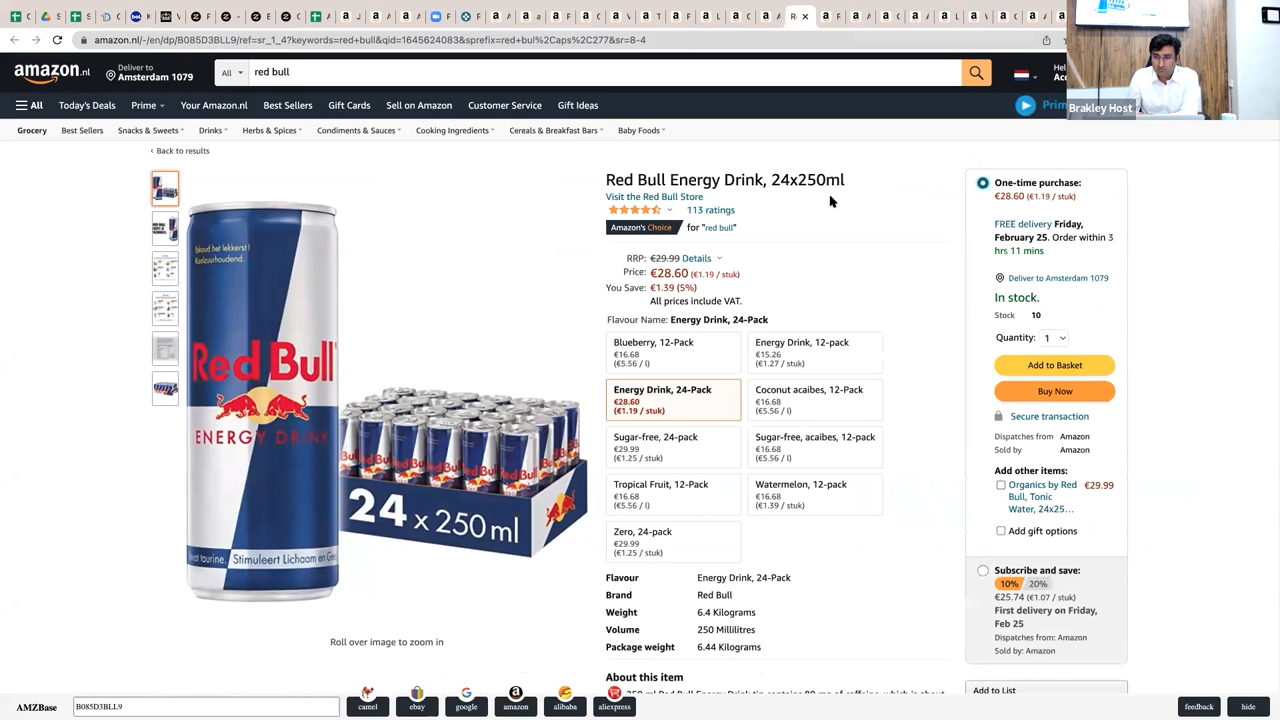 amazon.nl/-/en/dp/B085D3BLL9/ref=sr_1_4?keywords=red+bull&qid=1645624083&sprefix=red+bul%2Caps%2C277&sr=8-4
amazon.nl
Deliver to
Amsterdam 1079
All
red bull
Hel
Acc
All
Today's Deals
Prime
Your Amazon.nl
Best Sellers
Gift Cards
Sell on Amazon
Customer Service
Gift Ideas
Prim
Brakley Host
Grocery
Best Sellers
Snacks & Sweets
Drinks
Herbs & Spices
Condiments & Sauces
Cooking Ingredients
Cereals & Breakfast Bars
Baby Foods
‹ Back to results
Ijskoud het lekkerst!
Koolzuurhoudend.
Red Bull
ENERGY DRINK
taurine. Stimuleert Lichaam en
Red Bull
24 x 250 ml
Roll over image to zoom in
Red Bull Energy Drink, 24x250ml
Visit the Red Bull Store
113 ratings
Amazon's Choice for "red bull"
RRP: €29.99 Details
Price: €28.60 (€1.19 / stuk)
You Save: €1.39 (5%)
All prices include VAT.
Flavour Name: Energy Drink, 24-Pack
Blueberry, 12-Pack
€16.68
(€5.56 / l)
Energy Drink, 12-pack
€15.26
(€1.27 / stuk)
Energy Drink, 24-Pack
€28.60
(€1.19 / stuk)
Coconut acaibes, 12-Pack
€16.68
(€5.56 / l)
Sugar-free, 24-pack
€29.99
(€1.25 / stuk)
Sugar-free, acaibes, 12-pack
€16.68
(€5.56 / l)
Tropical Fruit, 12-Pack
€16.68
(€5.56 / l)
Watermelon, 12-pack
€16.68
(€1.39 / stuk)
Zero, 24-pack
€29.99
(€1.25 / stuk)
Flavour Energy Drink, 24-Pack
Brand Red Bull
Weight 6.4 Kilograms
Volume 250 Millilitres
Package weight 6.44 Kilograms
About this item
One-time purchase:
€28.60 (€1.19 / stuk)
FREE delivery Friday,
February 25. Order within 3
hrs 11 mins
Deliver to Amsterdam 1079
In stock.
Stock 10
Quantity: 1
Add to Basket
Buy Now
Secure transaction
Dispatches from Amazon
Sold by Amazon
Add other items:
Organics by Red €29.99
Bull, Tonic
Water, 24x25...
Add gift options
Subscribe and save:
10% 20%
€25.74 (€1.07 / stuk)
First delivery on Friday,
Feb 25
Dispatches from: Amazon
Sold by: Amazon
Add to List
AMZBase
B085D3BLL9
camel
ebay
google
amazon
alibaba
aliexpress
feedback
hide